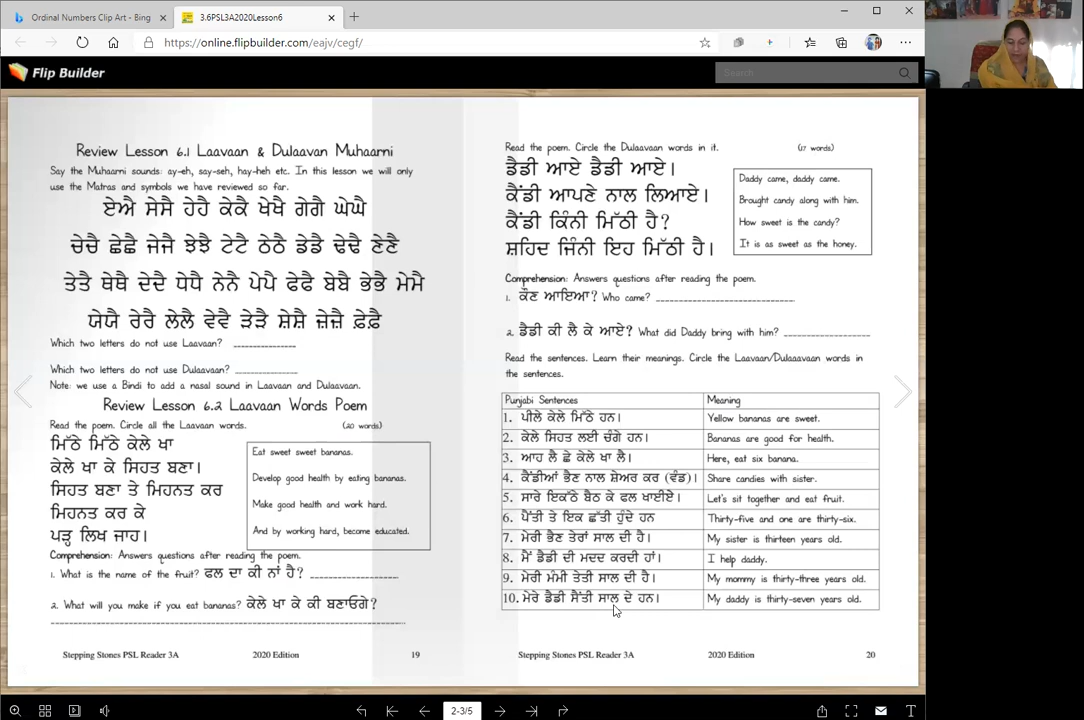 Ordinal Numbers Clip Art - Bing
3.6PSL3A2020Lesson6
https://online.flipbuilder.com/eajv/cegf/
Flip Builder
Search
Review Lesson 6.1 Laavaan & Dulaavan Muhaarni
Say the Muhaarni sounds: ay-eh, say-seh, hay-heh etc. In this lesson we will only
use the Matras and symbols we have reviewed so far.
ਏਐ ਸੇਸੈ ਹੇਹੈ ਕੇਕੈ ਖੇਖੈ ਗੇਗੈ ਘੇਘੈ
ਚੇਚੈ ਛੇਛੈ ਜੇਜੈ ਝੇਝੈ ਟੇਟੈ ਠੇਠੈ ਡੇਡੈ ਢੇਢੈ ਣੇਣੈ
ਤੇਤੈ ਥੇਥੈ ਦੇਦੈ ਧੇਧੈ ਨੇਨੈ ਪੇਪੈ ਫੇਫੈ ਬੇਬੈ ਭੇਭੈ ਮੇਮੈ
ਯੇਯੈ ਰੇਰੈ ਲੇਲੈ ਵੇਵੈ ੜੇੜੈ ਸ਼ੇਸ਼ੈ ਜ਼ੇਜ਼ੈ ਫ਼ੇਫ਼ੈ
Which two letters do not use Laavaan? _______________
Which two letters do not use Dulaavaan? _______________
Note: we use a Bindi to add a nasal sound in Laavaan and Dulaavaan.
Review Lesson 6.2 Laavaan Words Poem
Read the poem. Circle all the Laavaan words. (20 words)
ਮਿੱਠੇ ਮਿੱਠੇ ਕੇਲੇ ਖਾ
ਕੇਲੇ ਖਾ ਕੇ ਸਿਹਤ ਬਣਾ।
ਸਿਹਤ ਬਣਾ ਤੇ ਮਿਹਨਤ ਕਰ
ਮਿਹਨਤ ਕਰ ਕੇ
ਪੜ੍ਹ ਲਿਖ ਜਾਹ।
Eat sweet sweet bananas.
Develop good health by eating bananas.
Make good health and work hard.
And by working hard, become educated.
Comprehension: Answers questions after reading the poem.
1. What is the name of the fruit? ਫਲ ਦਾ ਕੀ ਨਾਂ ਹੈ? _______________
2. What will you make if you eat bananas? ਕੇਲੇ ਖਾ ਕੇ ਕੀ ਬਣਾਓਗੇ?
_______________
Stepping Stones PSL Reader 3A 2020 Edition 19
Read the poem. Circle the Dulaavaan words in it. (17 words)
ਡੈਡੀ ਆਏ ਡੈਡੀ ਆਏ।
ਕੈਂਡੀ ਆਪਣੇ ਨਾਲ ਲਿਆਏ।
ਕੈਂਡੀ ਕਿੰਨੀ ਮਿੱਠੀ ਹੈ?
ਸ਼ਹਿਦ ਜਿੰਨੀ ਇਹ ਮਿੱਠੀ ਹੈ।
Daddy came, daddy came.
Brought candy along with him.
How sweet is the candy?
It is as sweet as the honey.
Comprehension: Answers questions after reading the poem.
1. ਕੌਣ ਆਇਆ? Who came? _______________
2. ਡੈਡੀ ਕੀ ਲੈ ਕੇ ਆਏ? What did Daddy bring with him? _______________
Read the sentences. Learn their meanings. Circle the Laavaan/Dulaavaan words in
the sentences.
Punjabi Sentences Meaning
1. ਪੀਲੇ ਕੇਲੇ ਮਿੱਠੇ ਹਨ। Yellow bananas are sweet.
2. ਕੇਲੇ ਸਿਹਤ ਲਈ ਚੰਗੇ ਹਨ। Bananas are good for health.
3. ਆਹ ਲੈ ਛੇ ਕੇਲੇ ਖਾ ਲੈ। Here, eat six banana.
4. ਕੈਂਡੀਆਂ ਭੈਣ ਨਾਲ ਸ਼ੇਅਰ ਕਰ (ਵੰਡ)। Share candies with sister.
5. ਸਾਰੇ ਇਕੱਠੇ ਬੈਠ ਕੇ ਫਲ ਖਾਈਏ। Let's sit together and eat fruit.
6. ਪੈਂਤੀ ਤੇ ਇਕ ਛੱਤੀ ਹੁੰਦੇ ਹਨ Thirty-five and one are thirty-six.
7. ਮੇਰੀ ਭੈਣ ਤੇਰਾਂ ਸਾਲ ਦੀ ਹੈ। My sister is thirteen years old.
8. ਮੈਂ ਡੈਡੀ ਦੀ ਮਦਦ ਕਰਦੀ ਹਾਂ। I help daddy.
9. ਮੇਰੀ ਮੰਮੀ ਤੇਤੀ ਸਾਲ ਦੀ ਹੈ। My mommy is thirty-three years old.
10. ਮੇਰੇ ਡੈਡੀ ਸੈਂਤੀ ਸਾਲ ਦੇ ਹਨ। My daddy is thirty-seven years old.
Stepping Stones PSL Reader 3A 2020 Edition 20
2-3/5